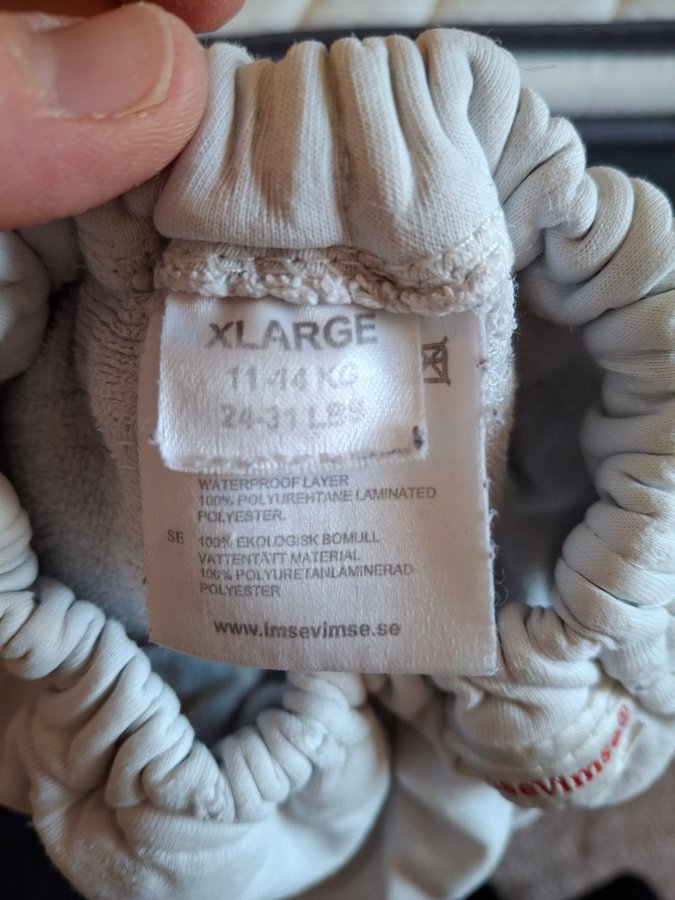 XLARGE
11-14 KG
24-31 LBS
WATERPROOF LAYER
100% POLYUREHTANE LAMINATED
POLYESTER.
SE 100% EKOLOGISK BOMULL
VATTENTÄTT MATERIAL
100% POLYURETANLAMINERAD
POLYESTER
www.imsevimse.se
seVimse®